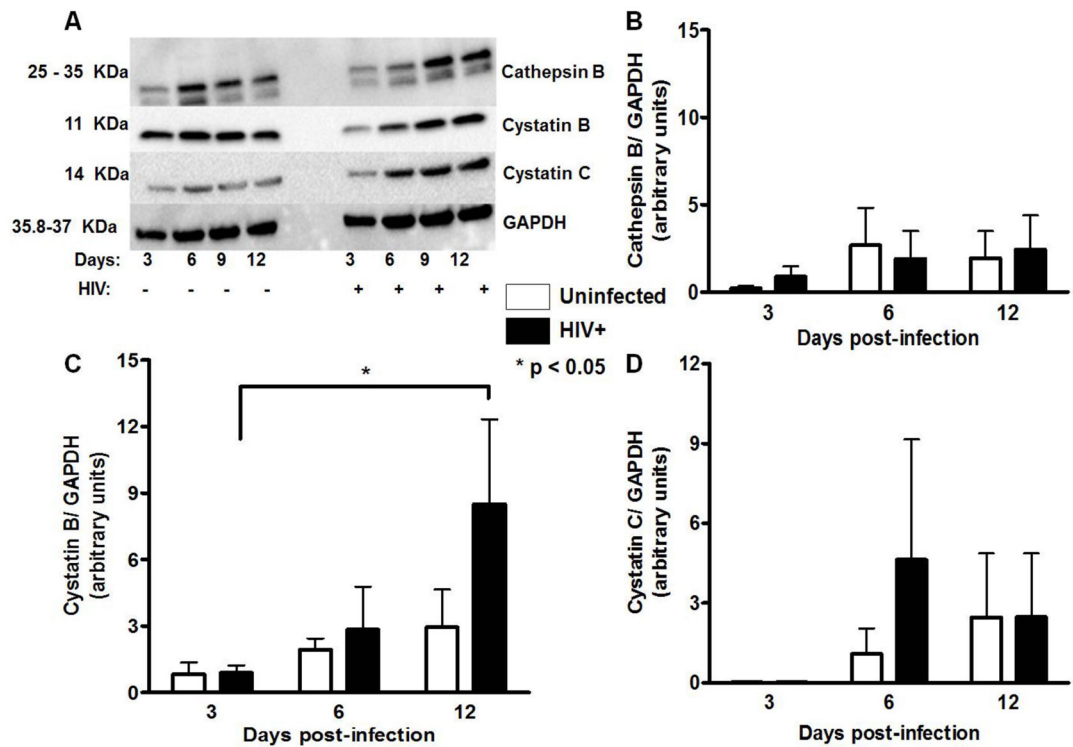 A
25 - 35 KDa
Cathepsin B
11 KDa
Cystatin B
14 KDa
Cystatin C
35.8-37 KDa
GAPDH
Days: 3 6 9 12 3 6 9 12
HIV: - - - - + + + +
Uninfected
HIV+
* p < 0.05
B
Cathepsin B/ GAPDH
(arbitrary units)
15
10
5
0
3 6 12
Days post-infection
C
Cystatin B/ GAPDH
(arbitrary units)
15
12
9
6
3
0
*
3 6 12
Days post-infection
D
Cystatin C/ GAPDH
(arbitrary units)
12
9
6
3
0
3 6 12
Days post-infection